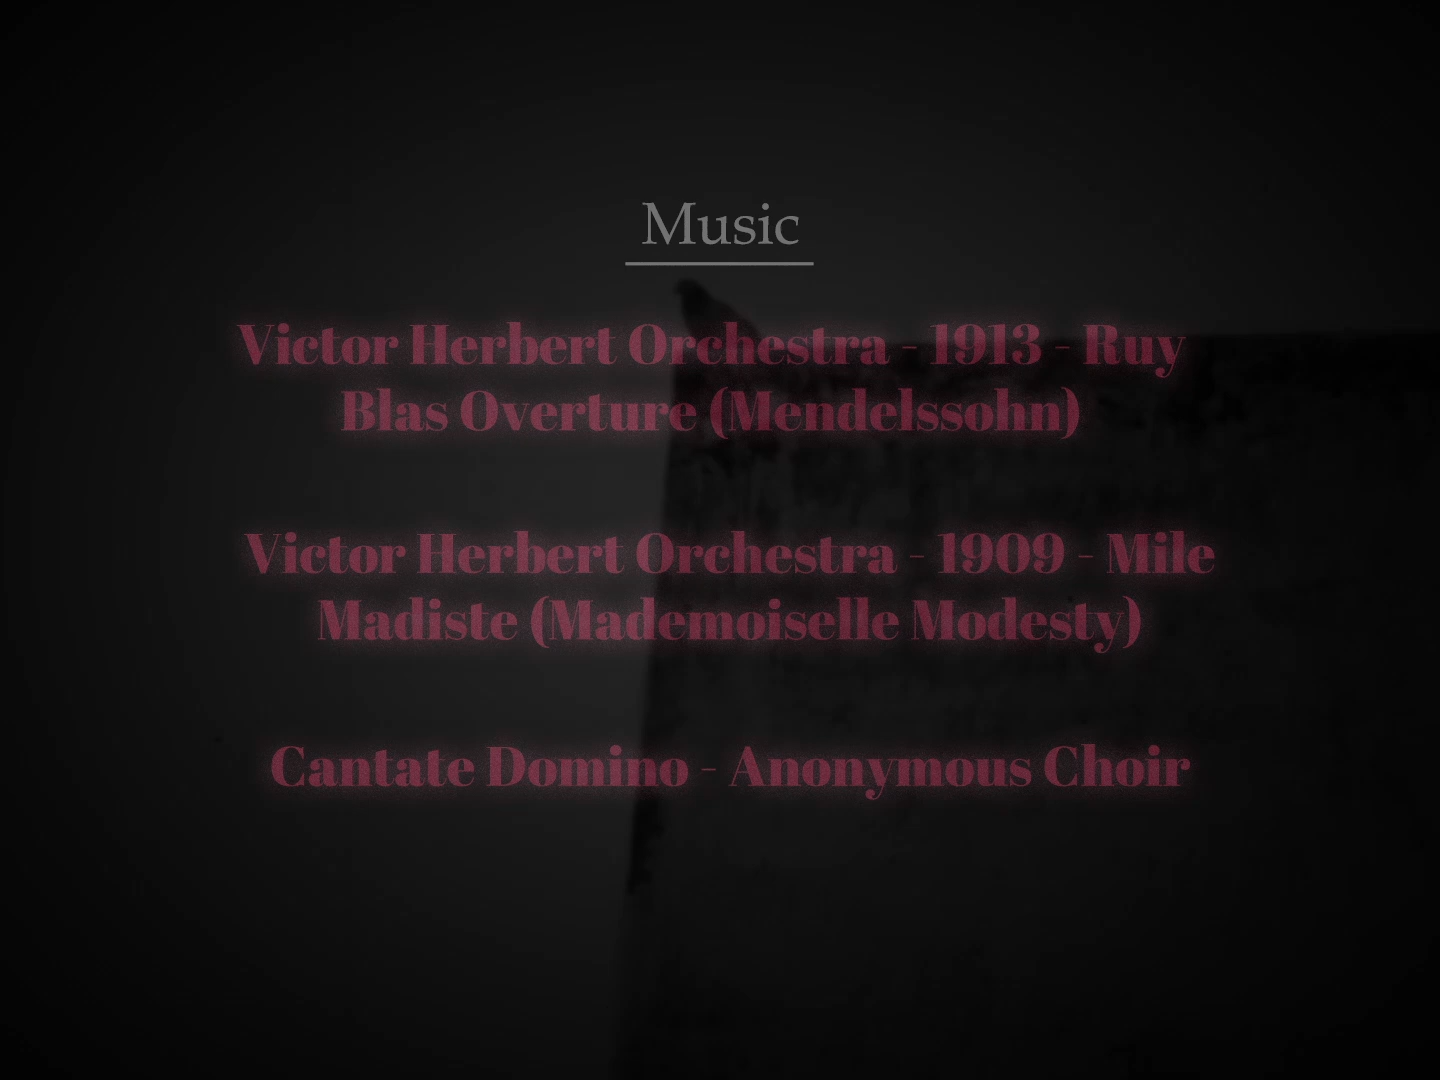 Music
Victor Herbert Orchestra - 1913 - Ruy
Blas Overture (Mendelssohn)
Victor Herbert Orchestra - 1909 - Mile
Madiste (Mademoiselle Modesty)
Cantate Domino - Anonymous Choir